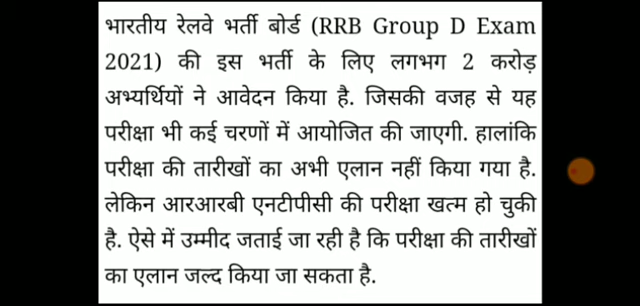 भारतीय रेलवे भर्ती बोर्ड (RRB Group D Exam
2021) की इस भर्ती के लिए लगभग 2 करोड़
अभ्यर्थियों ने आवेदन किया है. जिसकी वजह से यह
परीक्षा भी कई चरणों में आयोजित की जाएगी. हालांकि
परीक्षा की तारीखों का अभी एलान नहीं किया गया है.
लेकिन आरआरबी एनटीपीसी की परीक्षा खत्म हो चुकी
है. ऐसे में उम्मीद जताई जा रही है कि परीक्षा की तारीखों
का एलान जल्द किया जा सकता है.